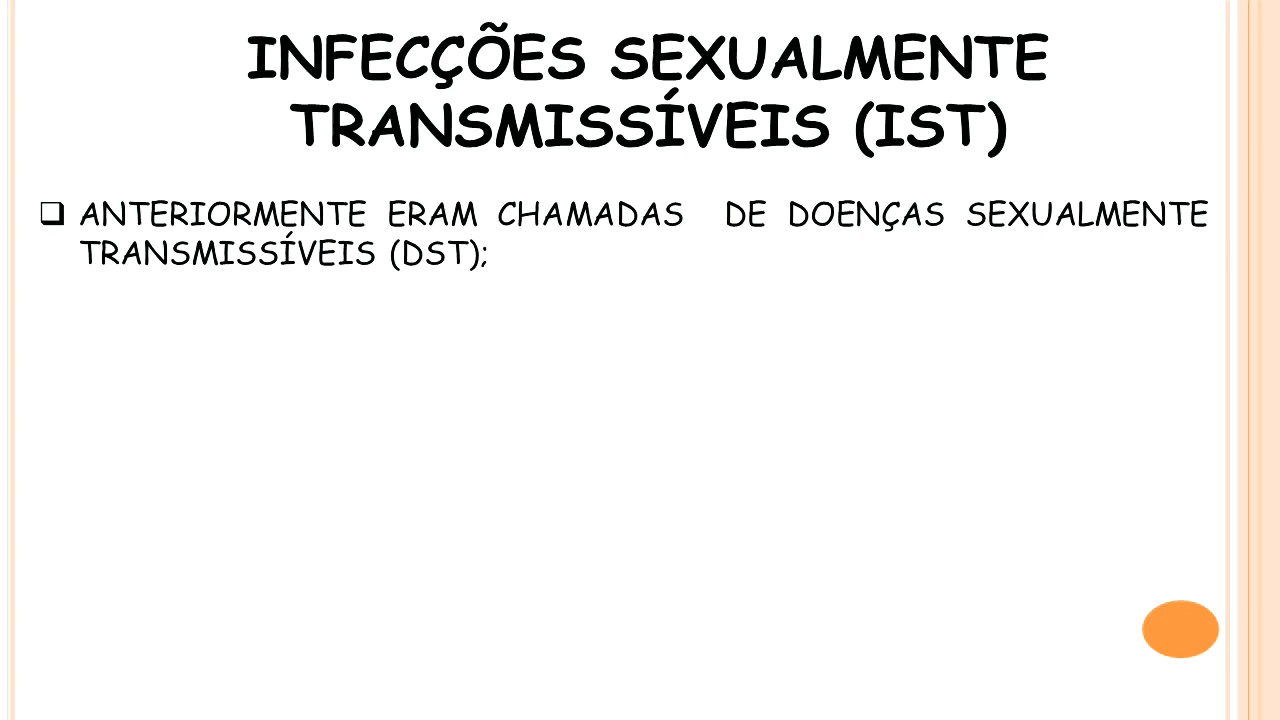 INFECÇÕES SEXUALMENTE
TRANSMISSÍVEIS (IST)
❑ ANTERIORMENTE ERAM CHAMADAS DE DOENÇAS SEXUALMENTE
TRANSMISSÍVEIS (DST);